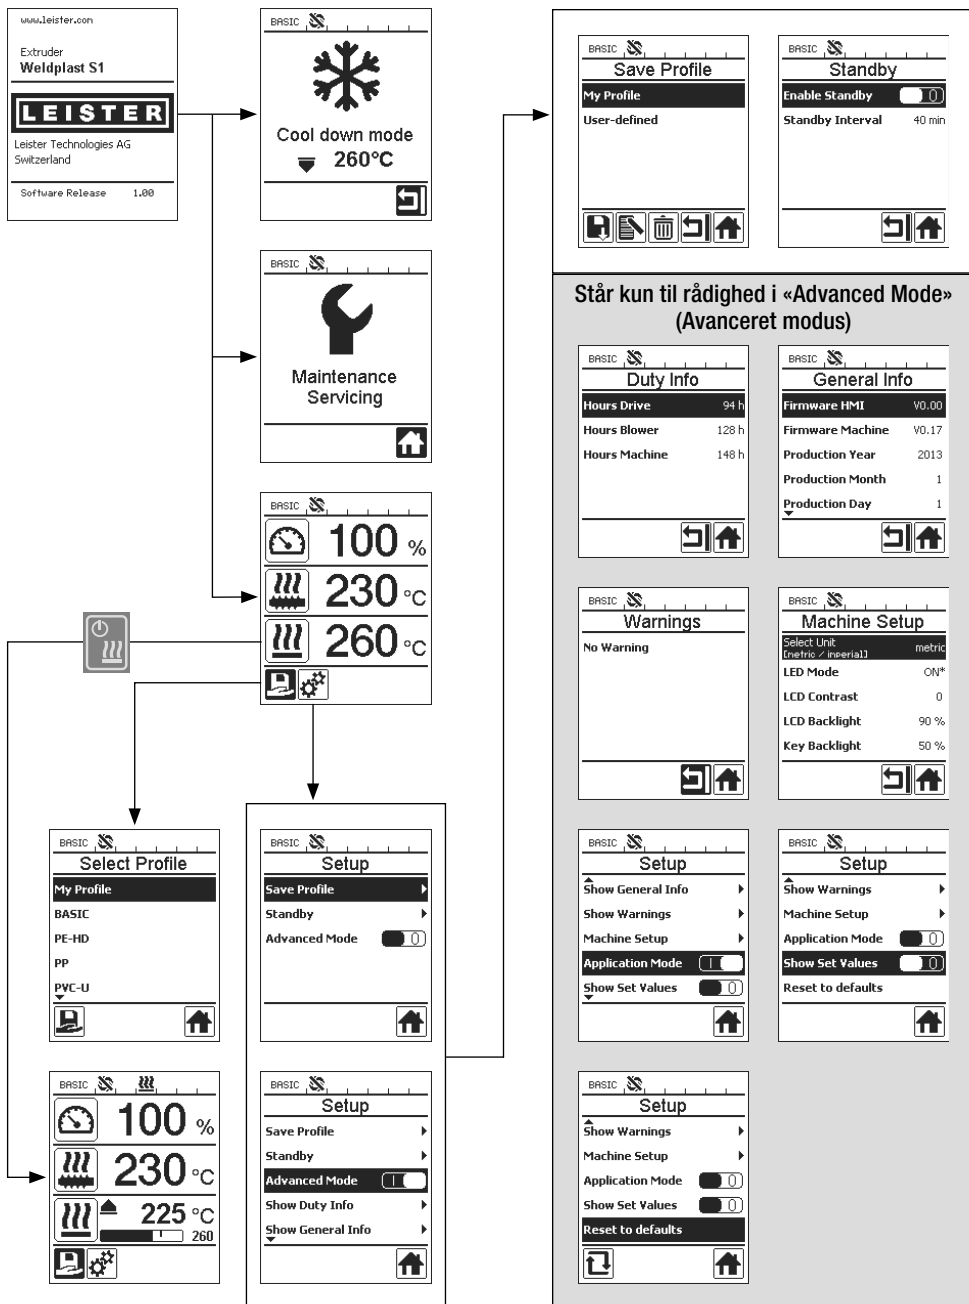 www.leister.com
Extruder
Weldplast S1
LEISTER
Leister Technologies AG
Switzerland
Software Release 1.00
BASIC
Cool down mode
260°C
BASIC
Maintenance
Servicing
BASIC
100 %
230 °C
260 °C
BASIC
Select Profile
My Profile
BASIC
PE-HD
PP
PVC-U
BASIC
100 %
230 °C
225 °C
260
BASIC
Setup
Save Profile
Standby
Advanced Mode 0
BASIC
Setup
Save Profile
Standby
Advanced Mode I
Show Duty Info
Show General Info
BASIC
Save Profile
My Profile
User-defined
BASIC
Standby
Enable Standby 0
Standby Interval 40 min
Står kun til rådighed i «Advanced Mode»
(Avanceret modus)
BASIC
Duty Info
Hours Drive 94 h
Hours Blower 128 h
Hours Machine 148 h
BASIC
General Info
Firmware HMI V0.00
Firmware Machine V0.17
Production Year 2013
Production Month 1
Production Day 1
BASIC
Warnings
No Warning
BASIC
Machine Setup
Select Unit
[metric / inperial] metric
LED Mode ON*
LCD Contrast 0
LCD Backlight 90 %
Key Backlight 50 %
BASIC
Setup
Show General Info
Show Warnings
Machine Setup
Application Mode I
Show Set Values 0
BASIC
Setup
Show Warnings
Machine Setup
Application Mode 0
Show Set Values 0
Reset to defaults
BASIC
Setup
Show Warnings
Machine Setup
Application Mode 0
Show Set Values 0
Reset to defaults